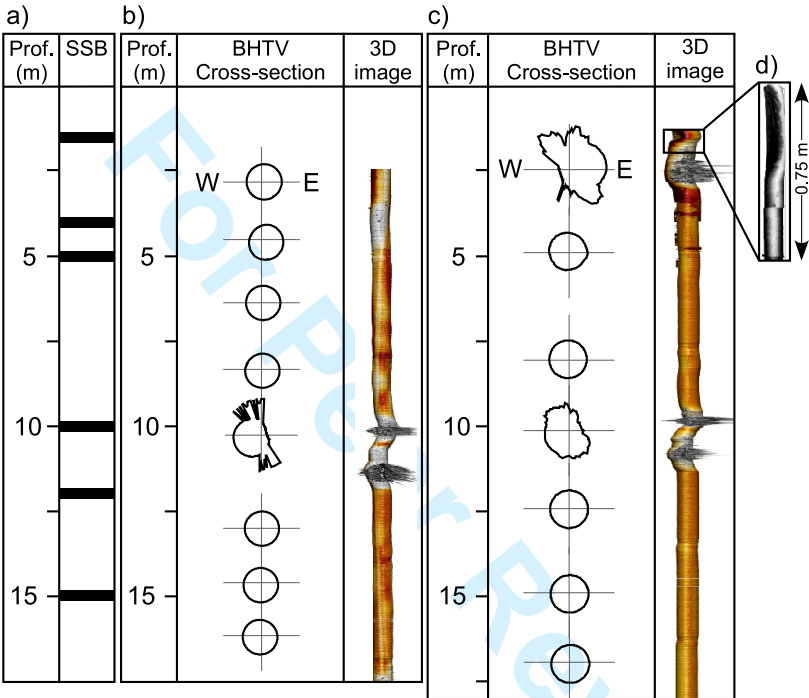 a)
Prof.
(m)
SSB
5
10
15
b)
Prof.
(m)
BHTV
Cross-section
3D
image
W
E
5
10
15
c)
Prof.
(m)
BHTV
Cross-section
3D
image
W
E
5
10
15
d)
0.75 m
For Peer Rev